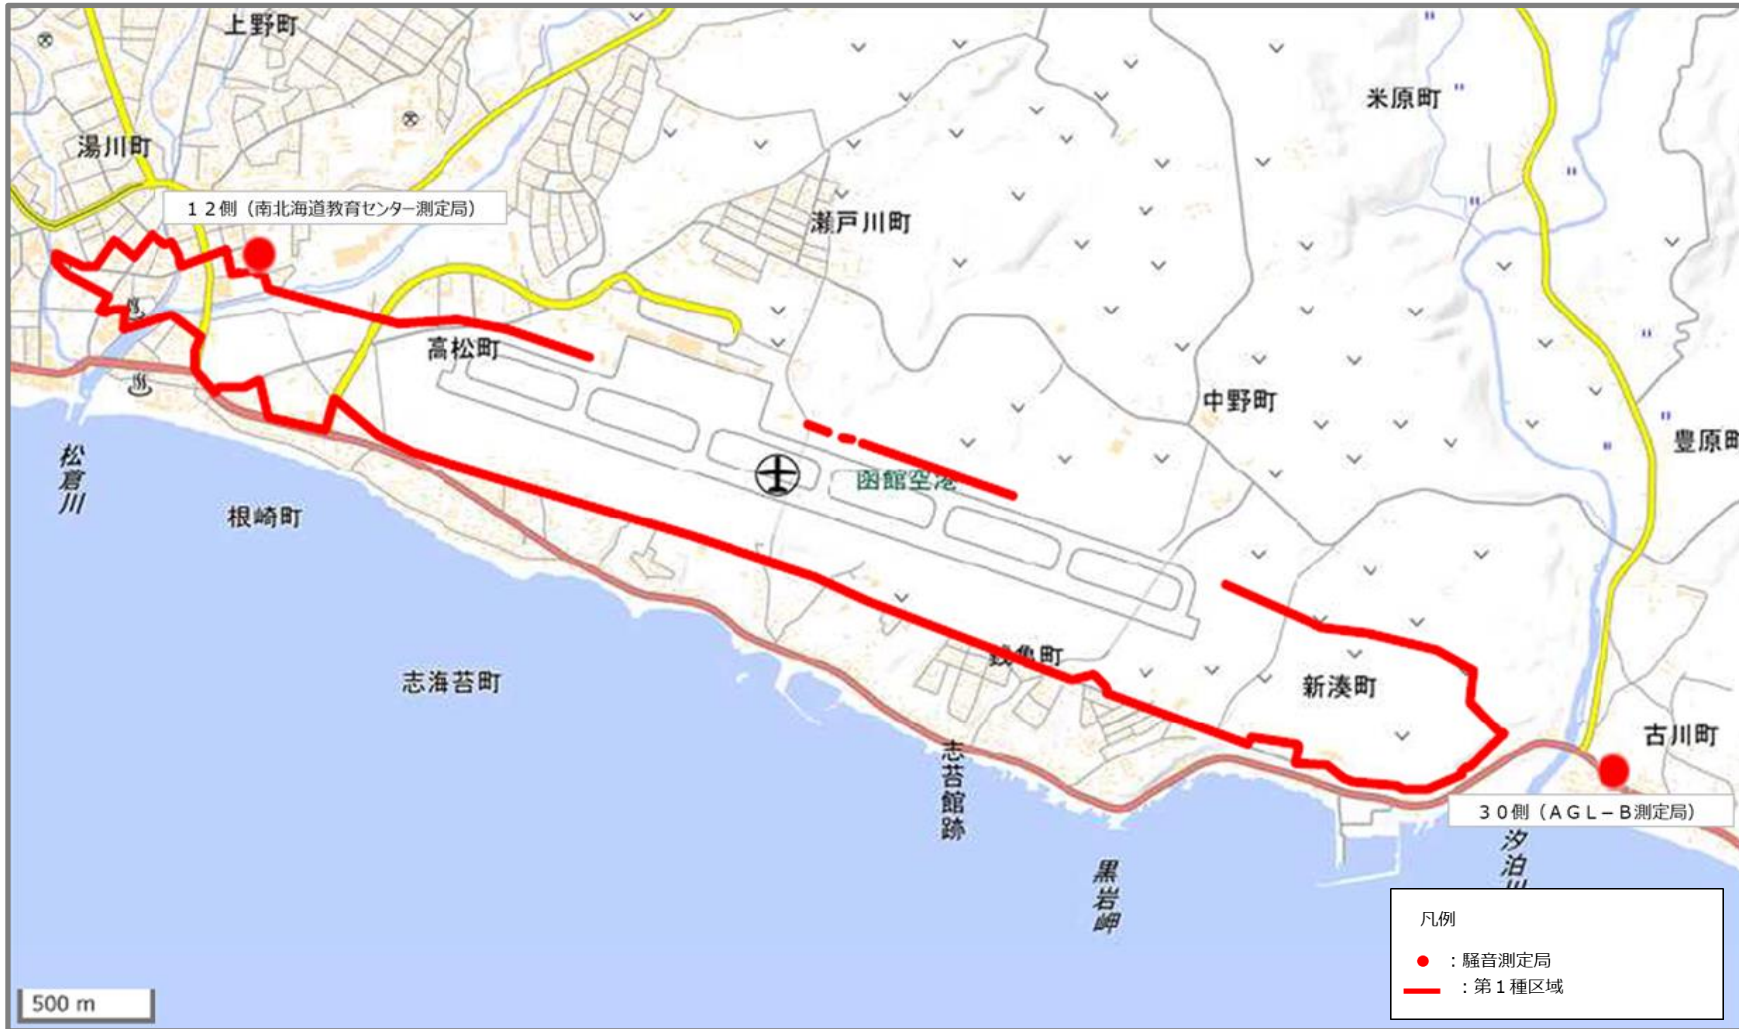 上野町
湯川町
米原町
12側（南北海道教育センター測定局）
瀬戸川町
高松町
中野町
豊原町
松倉川
函館空港
根崎町
銭亀町
志海苔町
新湊町
古川町
志苔館跡
30側（AGL－B測定局）
汐泊川
黒岩岬
凡例
：騒音測定局
：第1種区域
500 m